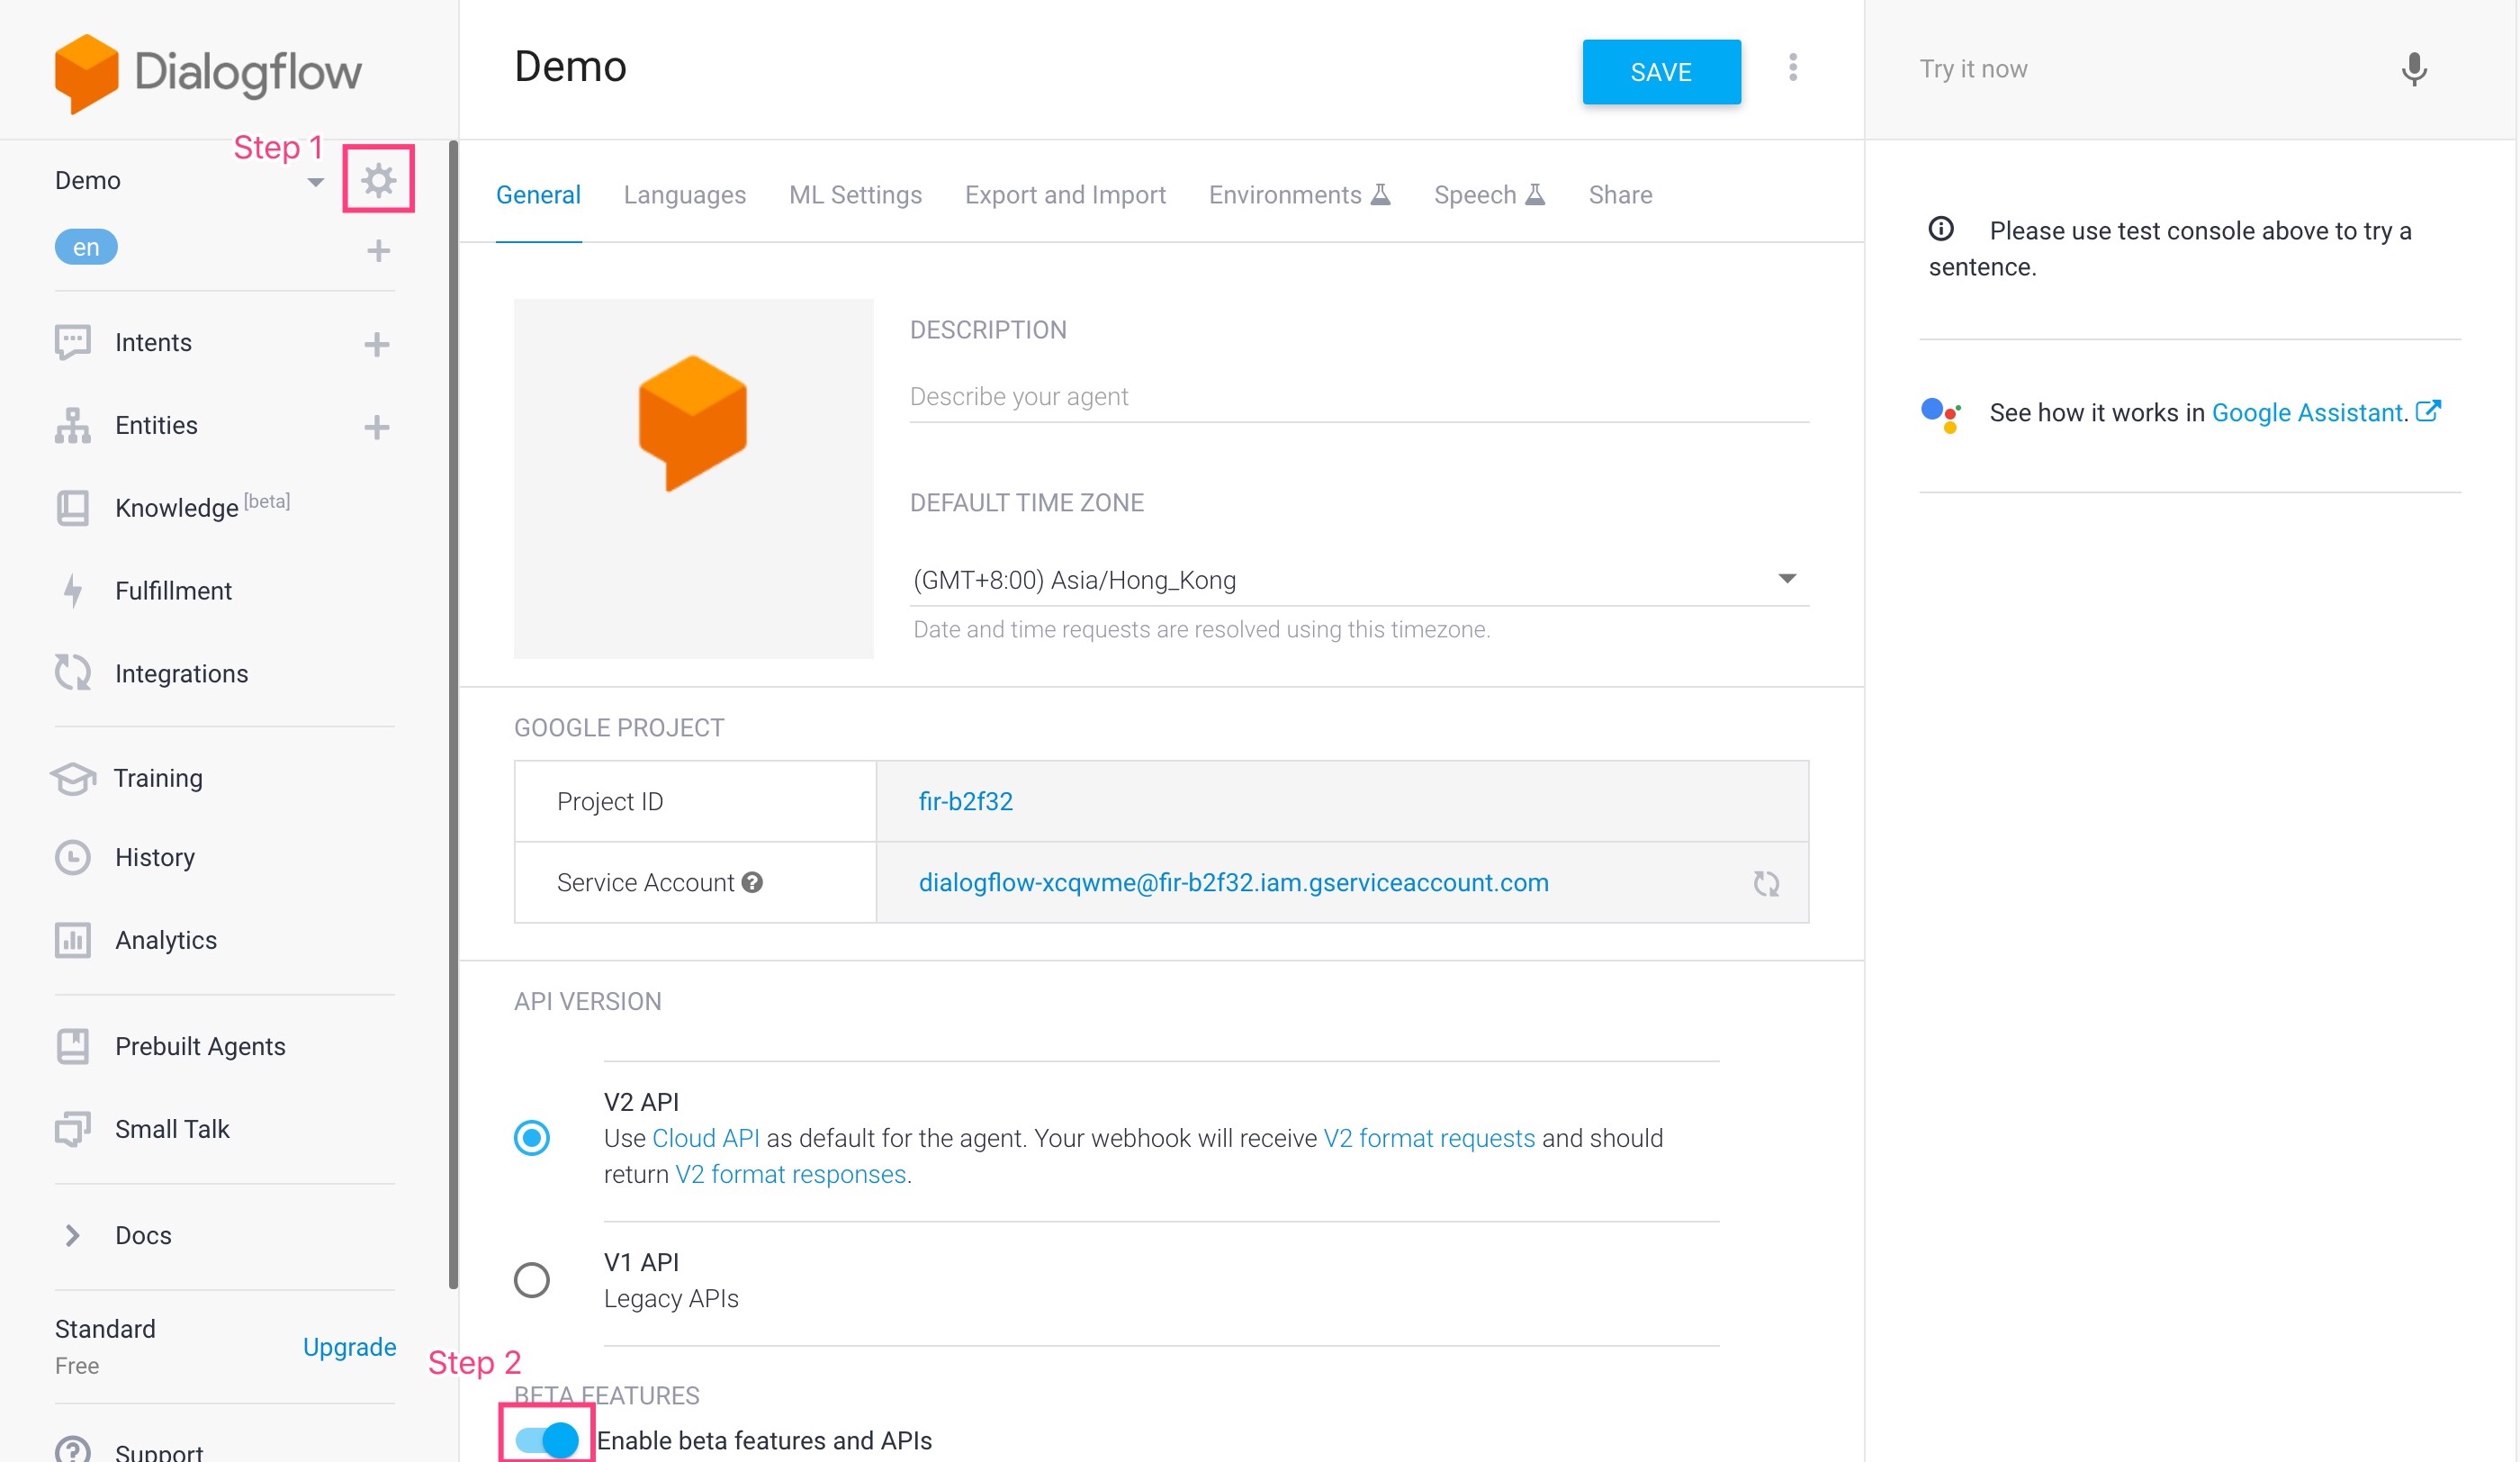 Dialogflow
Step 1
Demo
en
Intents
Entities
Knowledge [beta]
Fulfillment
Integrations
Training
History
Analytics
Prebuilt Agents
Small Talk
Docs
Standard
Free
Upgrade
Support
Demo
SAVE
General Languages ML Settings Export and Import Environments Speech Share
DESCRIPTION
Describe your agent
DEFAULT TIME ZONE
(GMT+8:00) Asia/Hong_Kong
Date and time requests are resolved using this timezone.
GOOGLE PROJECT
Project ID fir-b2f32
Service Account dialogflow-xcqwme@fir-b2f32.iam.gserviceaccount.com
API VERSION
V2 API
Use Cloud API as default for the agent. Your webhook will receive V2 format requests and should
return V2 format responses.
V1 API
Legacy APIs
Step 2
BETA FEATURES
Enable beta features and APIs
Try it now
Please use test console above to try a
sentence.
See how it works in Google Assistant.